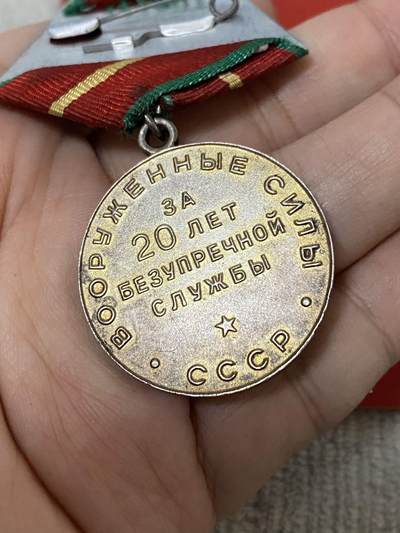 ВООРУЖЕННЫЕ СИЛЫ
ЗА
20 ЛЕТ
БЕЗУПРЕЧНОЙ
СЛУЖБЫ
СССР